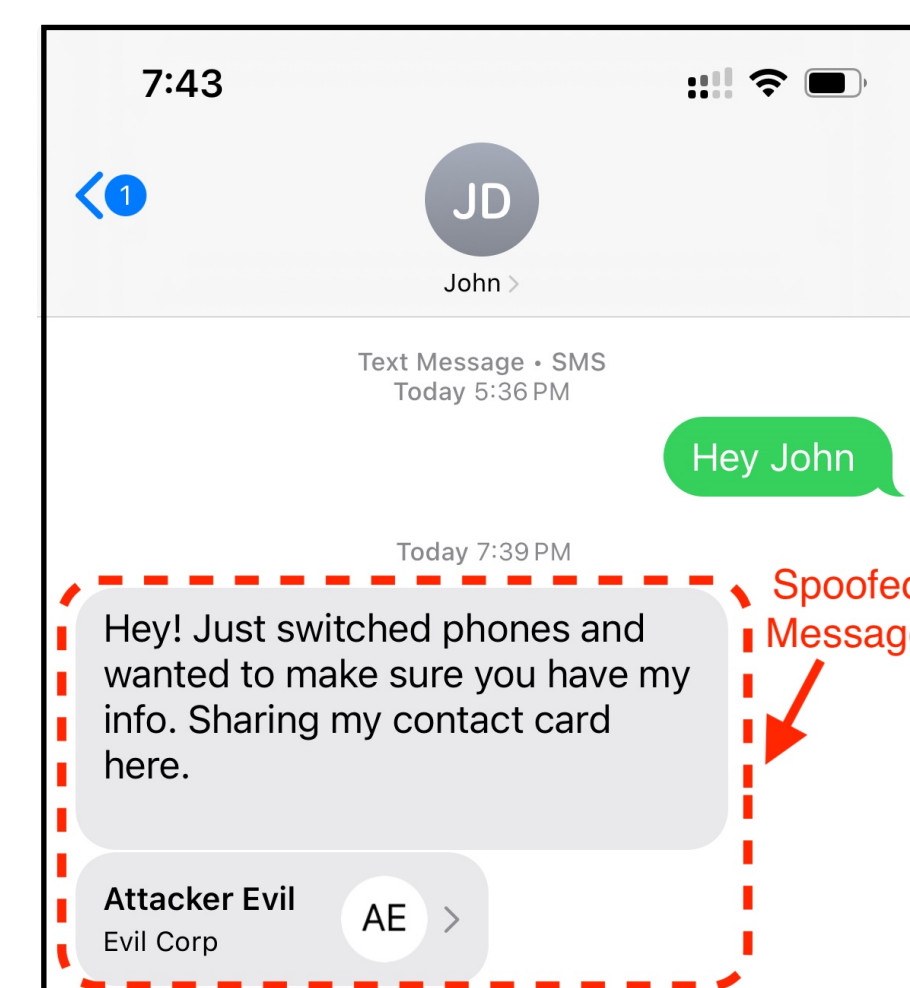 7:43
1
JD
John
Text Message • SMS
Today 5:36 PM
Hey John
Today 7:39 PM
Spoofed
Message
Hey! Just switched phones and
wanted to make sure you have my
info. Sharing my contact card
here.
Attacker Evil
Evil Corp
AE